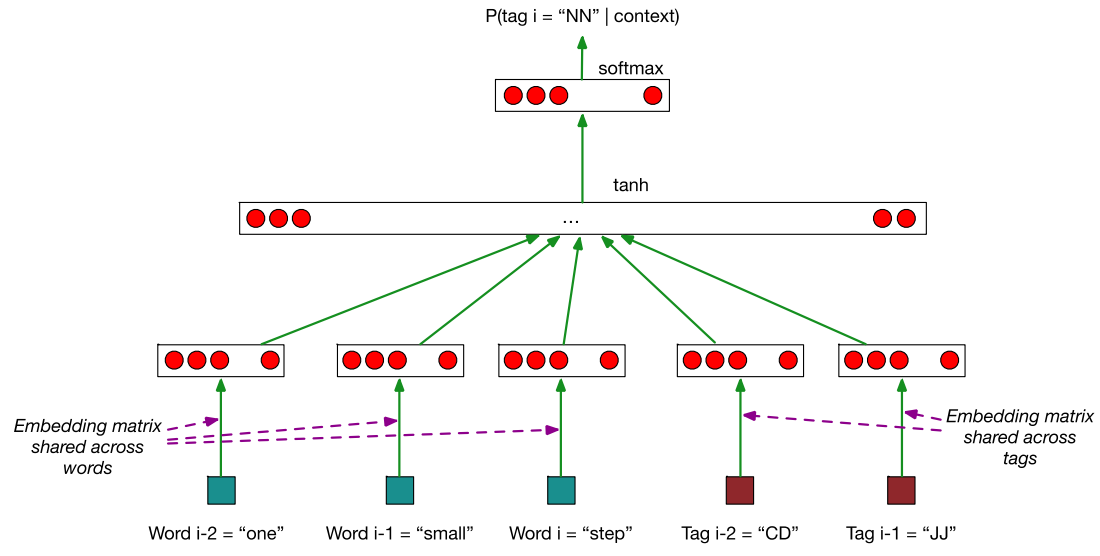 P(tag i = “NN” | context)
softmax
tanh
...
Embedding matrix
shared across
words
Embedding matrix
shared across
tags
Word i-2 = “one”
Word i-1 = “small”
Word i = “step”
Tag i-2 = “CD”
Tag i-1 = “JJ”